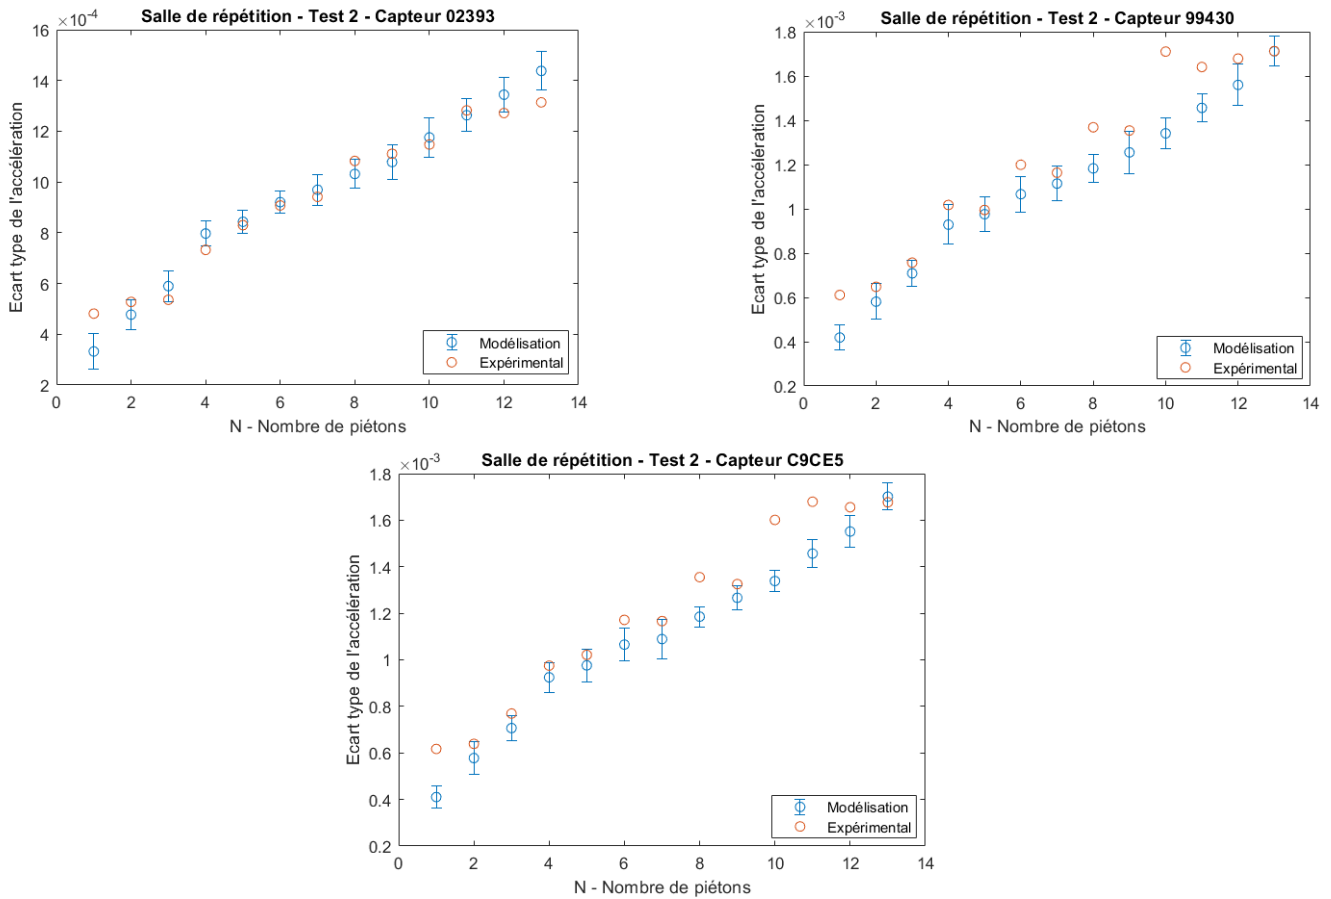 Salle de répétition - Test 2 - Capteur 02393
×10-4
16
14
12
10
8
6
4
2
0 2 4 6 8 10 12 14
Ecart type de l'accélération
N - Nombre de piétons
Modélisation
Expérimental
Salle de répétition - Test 2 - Capteur 99430
×10-3
1.8
1.6
1.4
1.2
1
0.8
0.6
0.4
0.2
0 2 4 6 8 10 12 14
Ecart type de l'accélération
N - Nombre de piétons
Modélisation
Expérimental
Salle de répétition - Test 2 - Capteur C9CE5
×10-3
1.8
1.6
1.4
1.2
1
0.8
0.6
0.4
0.2
0 2 4 6 8 10 12 14
Ecart type de l'accélération
N - Nombre de piétons
Modélisation
Expérimental